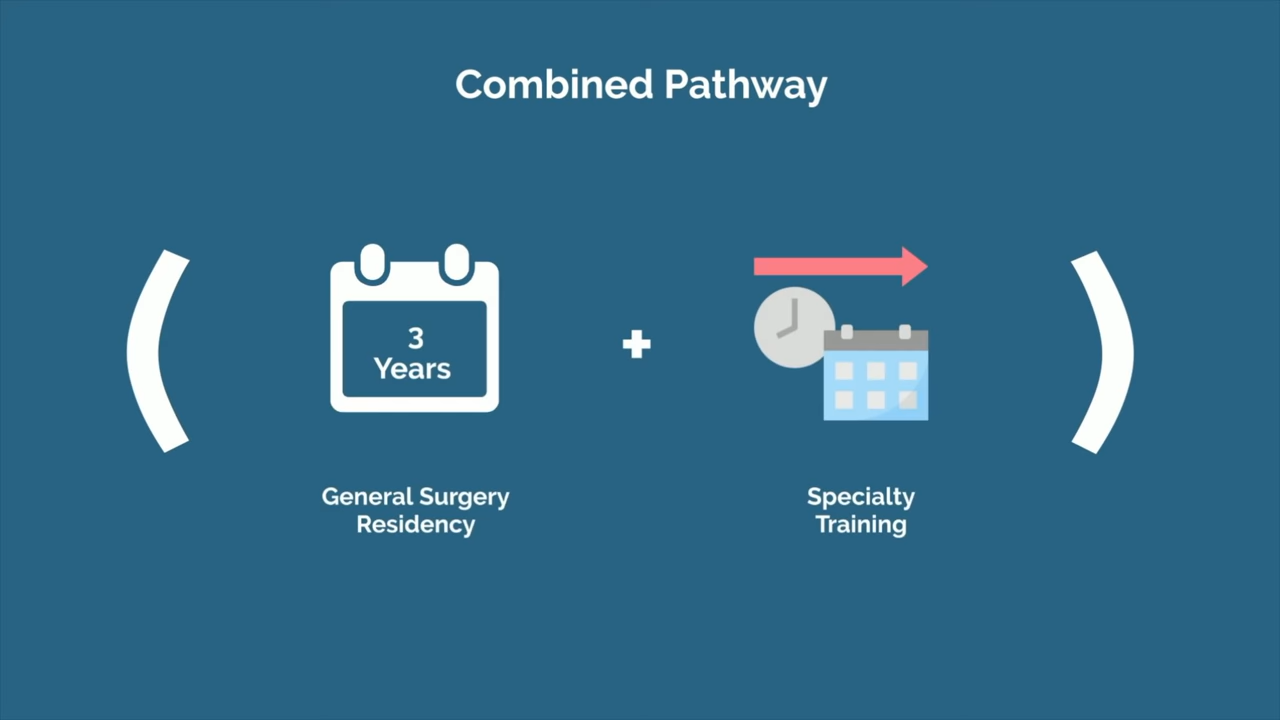 Combined Pathway
3
Years
+
General Surgery
Residency
Specialty
Training